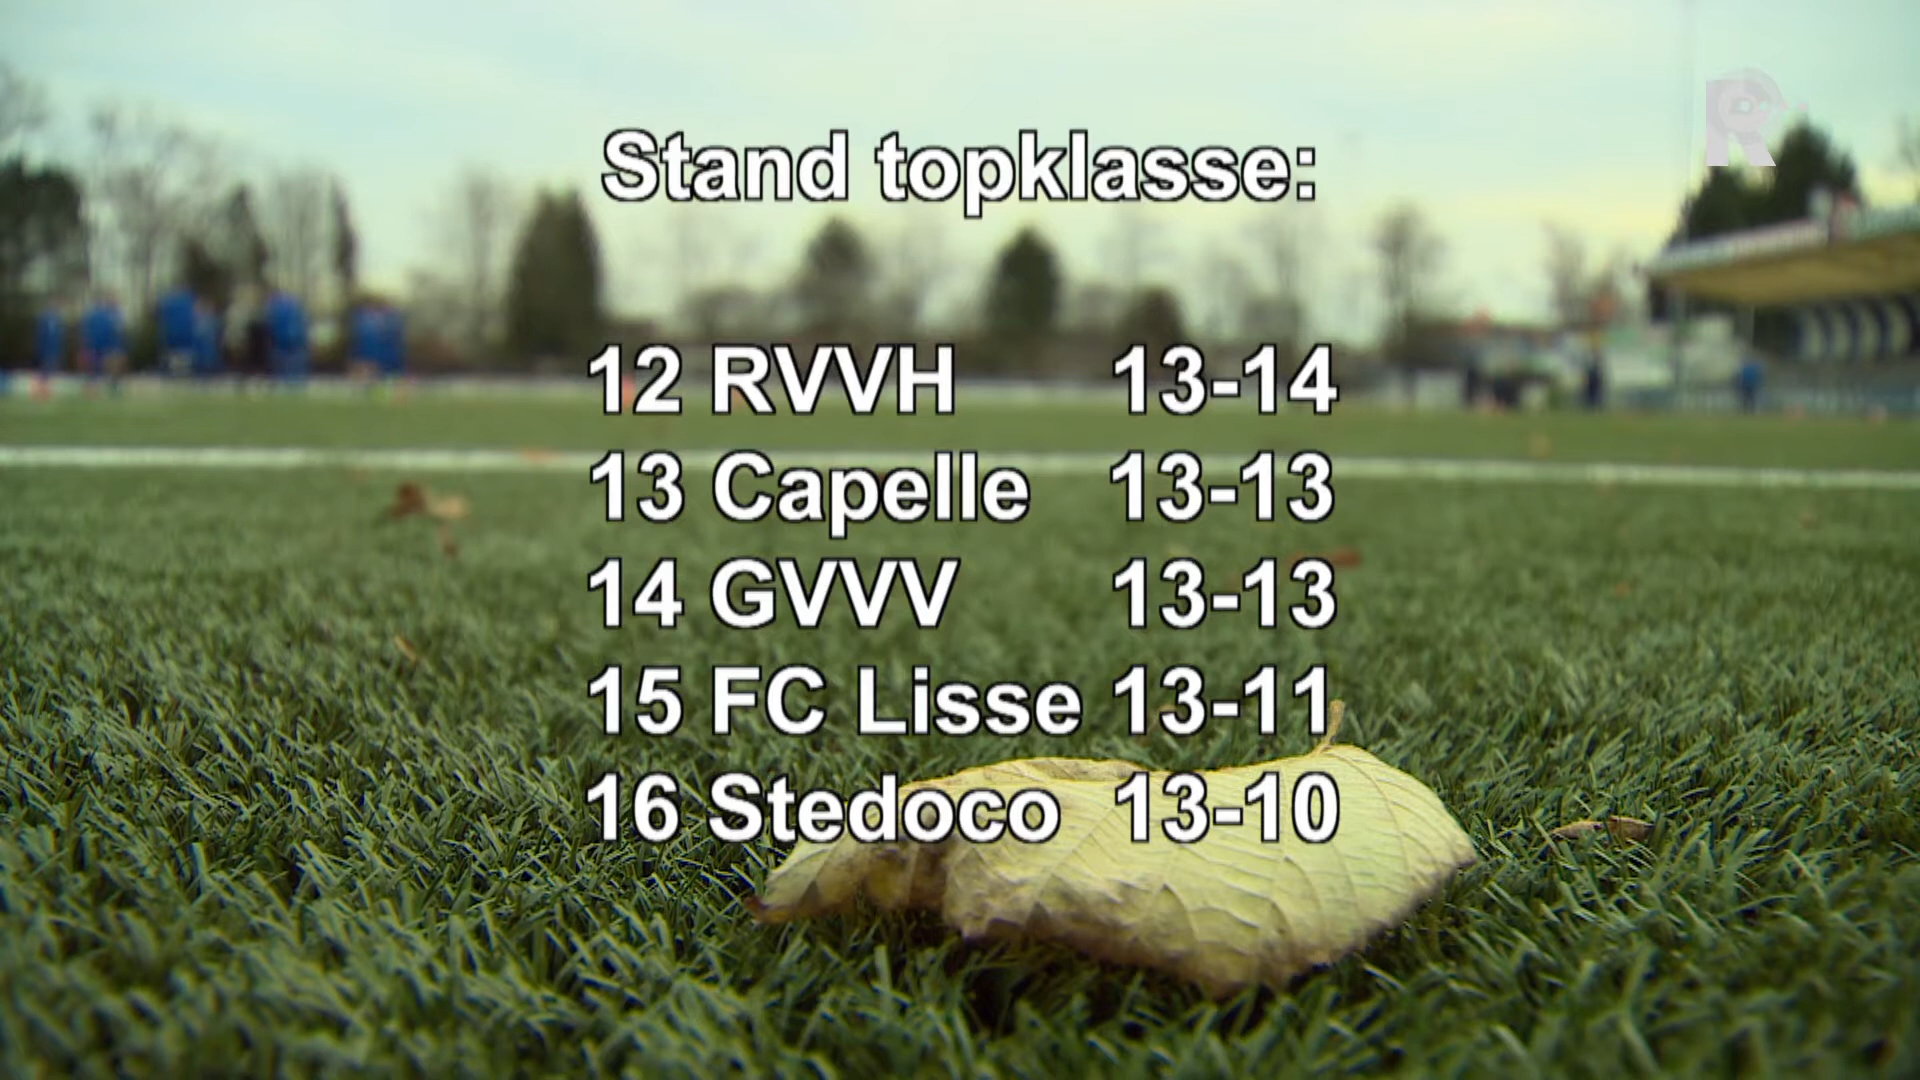 Stand topklasse:
12 RVVH 13-14
13 Capelle 13-13
14 GVVV 13-13
15 FC Lisse 13-11
16 Stedoco 13-10